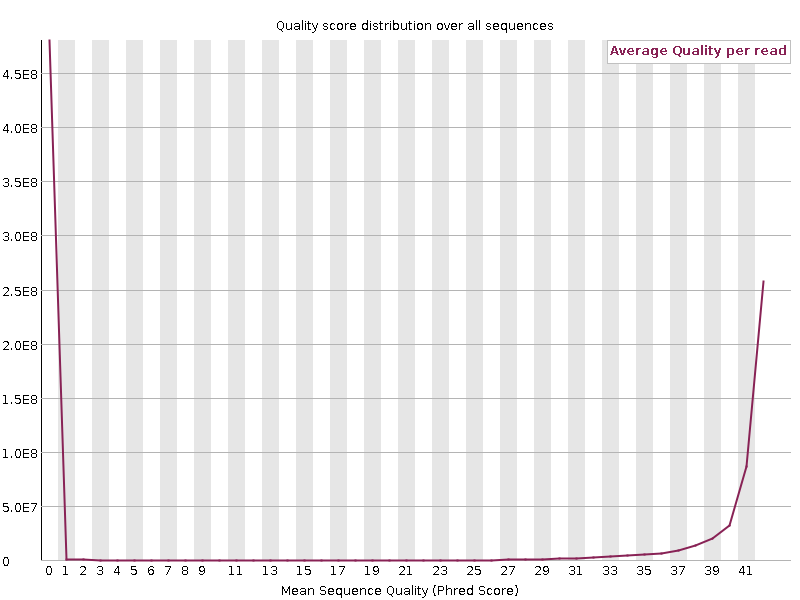 Quality score distribution over all sequences
Average Quality per read
4.5E8
4.0E8
3.5E8
3.0E8
2.5E8
2.0E8
1.5E8
1.0E8
5.0E7
0
0 1 2 3 4 5 6 7 8 9 11 13 15 17 19 21 23 25 27 29 31 33 35 37 39 41
Mean Sequence Quality (Phred Score)